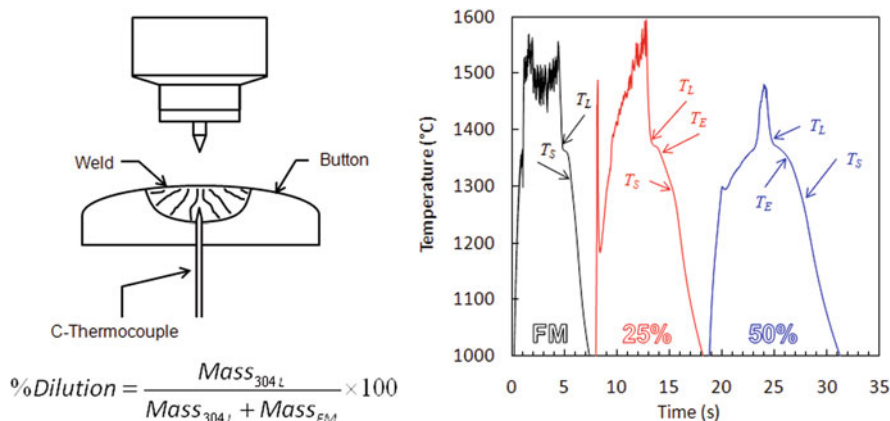 Weld
Button
C-Thermocouple
%Dilution = Mass304L / (Mass304L + MassFM) ×100
Temperature (°C)
1600
1500
1400
1300
1200
1100
1000
TL
TS
FM
TL
TE
TS
25%
TL
TS
TE
50%
0 5 10 15 20 25 30 35
Time (s)